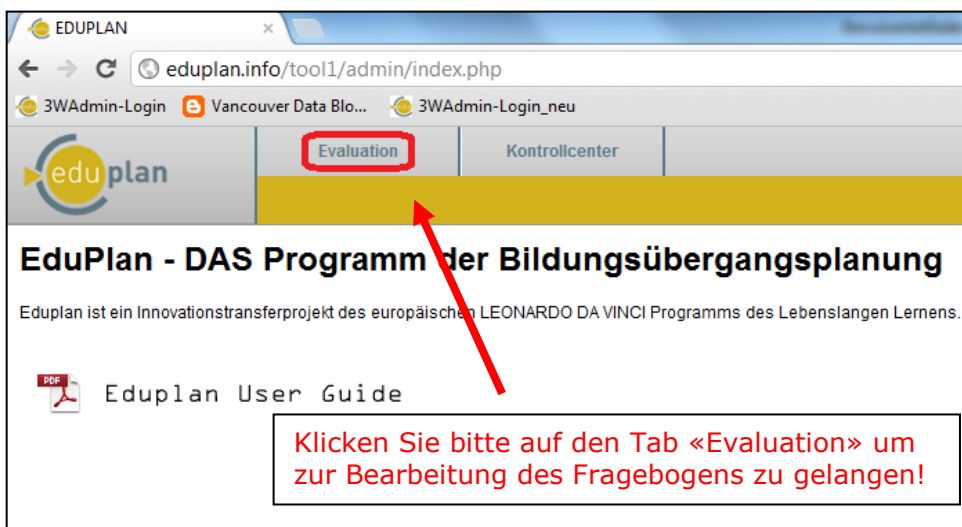 EDUPLAN
eduplan.info/tool1/admin/index.php
3WAdmin-Login Vancouver Data Blo... 3WAdmin-Login_neu
eduplan Evaluation Kontrollcenter
EduPlan - DAS Programm der Bildungsübergangsplanung
Eduplan ist ein Innovationstransferprojekt des europäischen LEONARDO DA VINCI Programms des Lebenslangen Lernens.
PDF Eduplan User Guide
Klicken Sie bitte auf den Tab «Evaluation» um
zur Bearbeitung des Fragebogens zu gelangen!